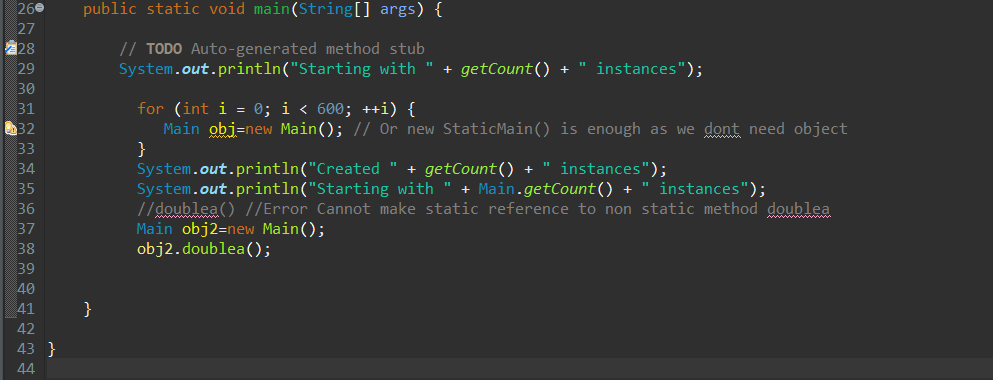 26 public static void main(String[] args) {
27
28 // TODO Auto-generated method stub
29 System.out.println("Starting with " + getCount() + " instances");
30
31 for (int i = 0; i < 600; ++i) {
32 Main obj=new Main(); // Or new StaticMain() is enough as we dont need object
33 }
34 System.out.println("Created " + getCount() + " instances");
35 System.out.println("Starting with " + Main.getCount() + " instances");
36 //doublea() //Error Cannot make static reference to non static method doublea
37 Main obj2=new Main();
38 obj2.doublea();
39
40
41 }
42
43 }
44